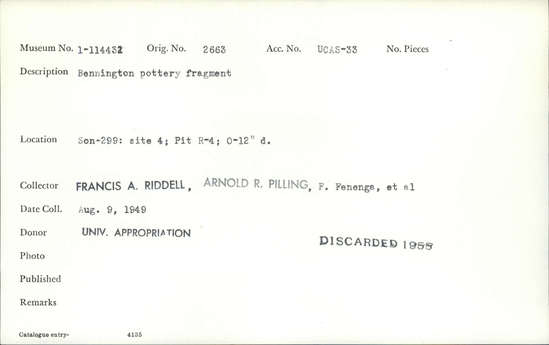 Museum No. 1-114432 Orig. No. 2663 Acc. No. UCAS-33 No. Pieces
Description Bennington pottery fragment
Location Son-299: site 4; Pit R-4; 0-12" d.
Collector FRANCIS A. RIDDELL, ARNOLD R. PILLING, F. Fenenga, et al
Date Coll. Aug. 9, 1949
Donor UNIV. APPROPRIATION
DISCARDED 1955
Photo
Published
Remarks
Catalogue entry- 4135